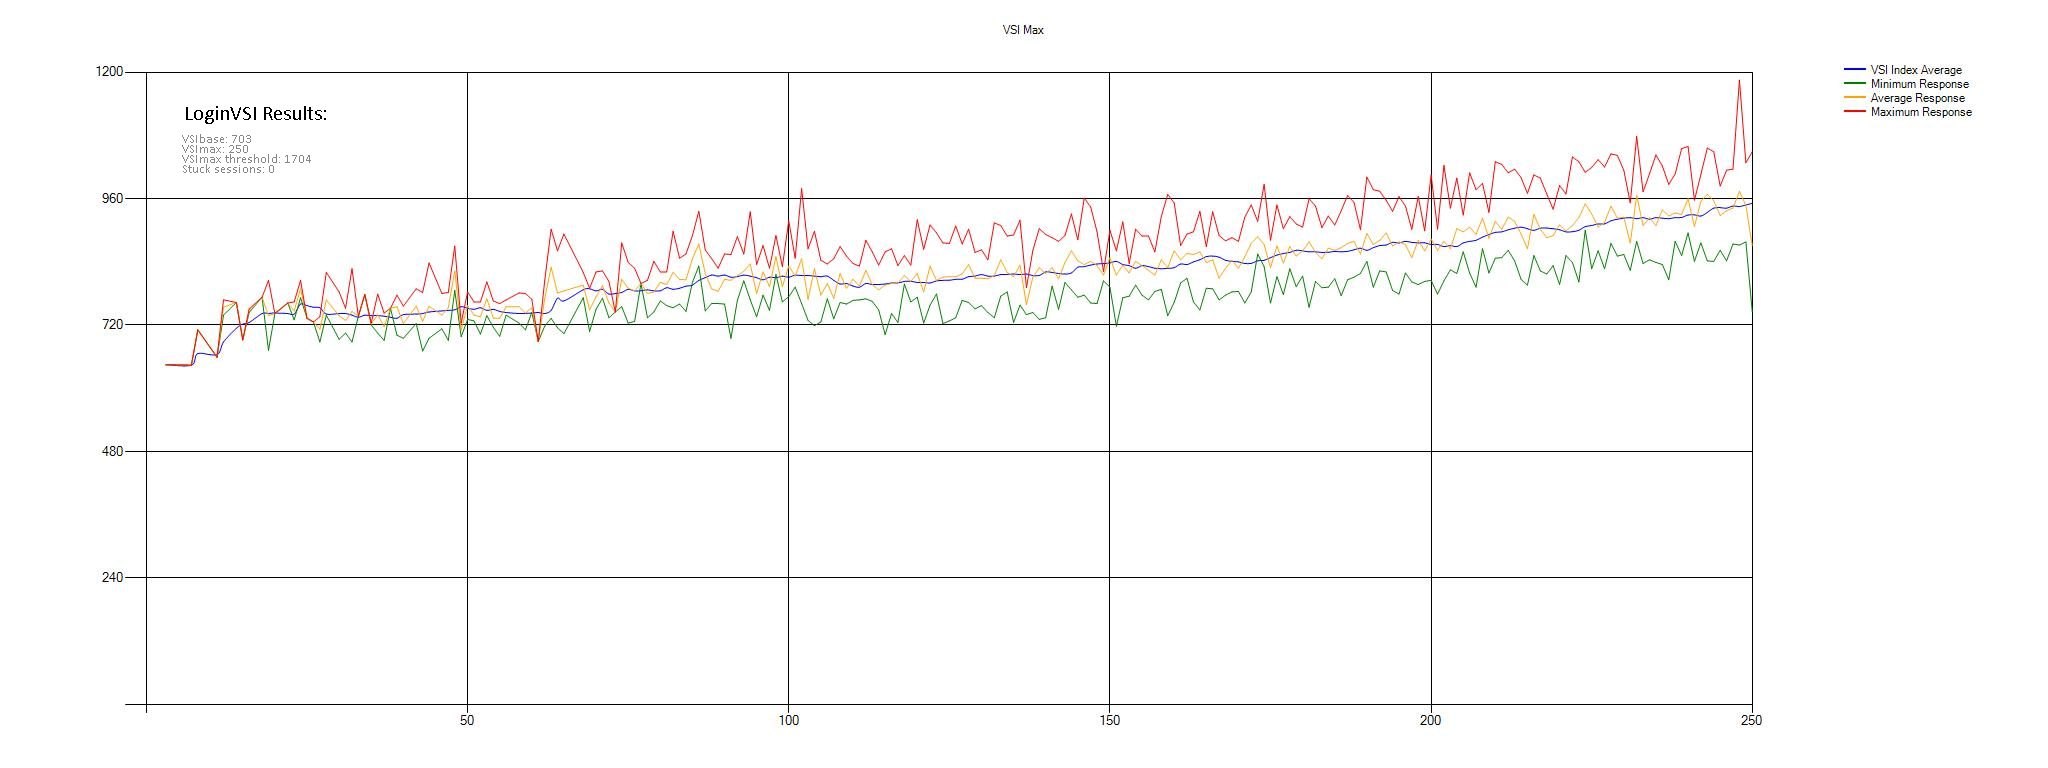 VSI Max
1200
960
720
480
240
LoginVSI Results:
VSIbase: 703
VSImax: 250
VSImax threshold: 1704
Stuck sessions: 0
VSI Index Average
Minimum Response
Average Response
Maximum Response
50 100 150 200 250